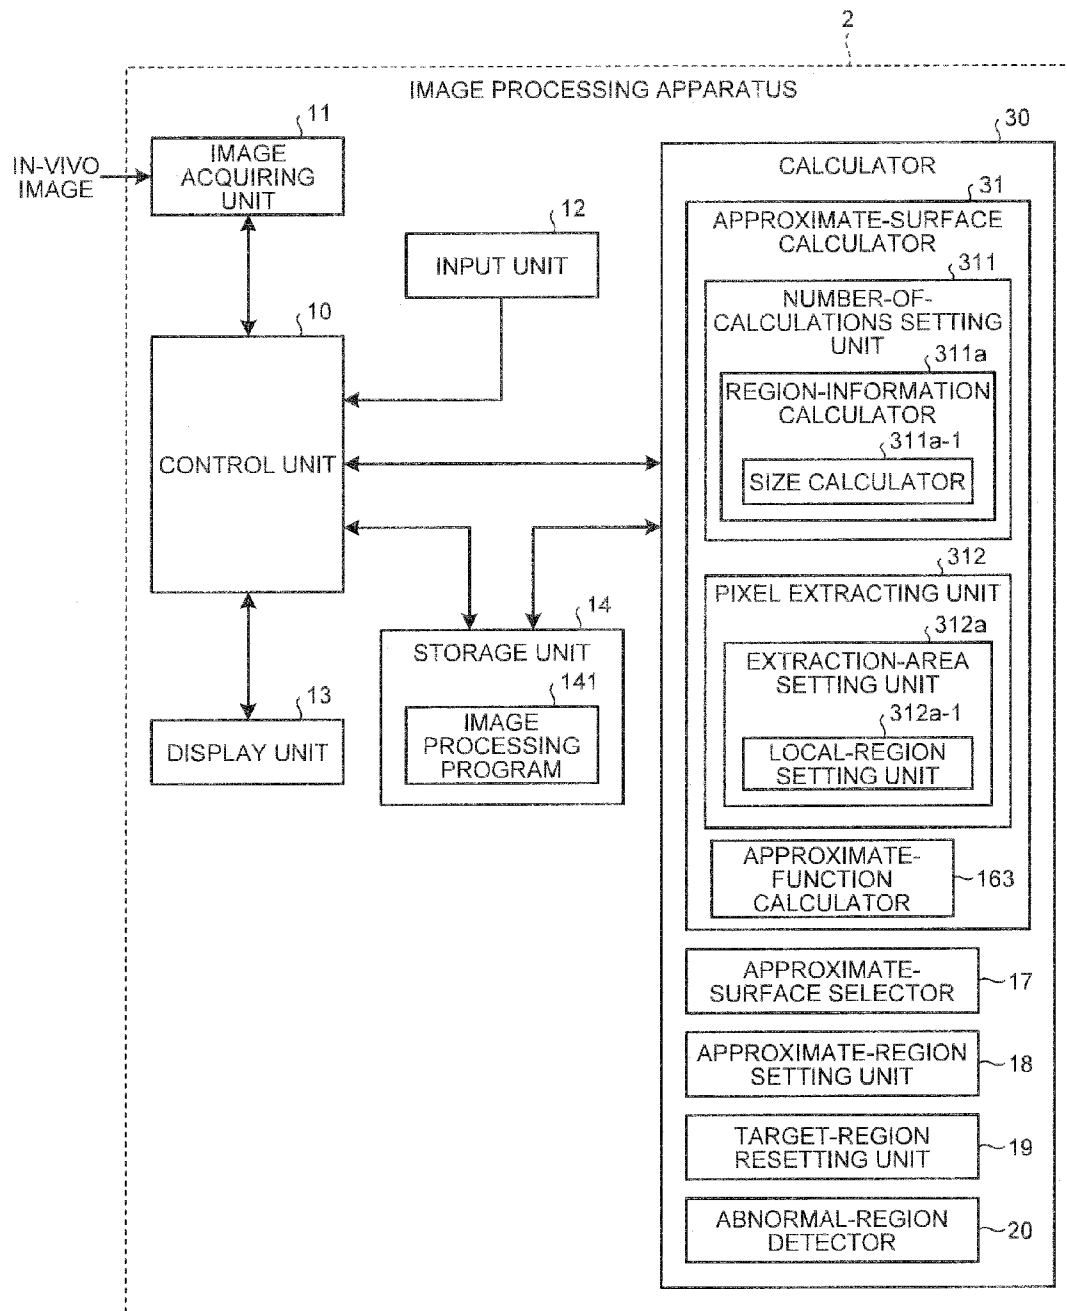 2
IMAGE PROCESSING APPARATUS
11
IN-VIVO
IMAGE
IMAGE
ACQUIRING
UNIT
12
INPUT UNIT
10
CONTROL UNIT
13
DISPLAY UNIT
14
STORAGE UNIT
141
IMAGE
PROCESSING
PROGRAM
30
CALCULATOR
31
APPROXIMATE-SURFACE
CALCULATOR
311
NUMBER-OF-
CALCULATIONS SETTING
UNIT
311a
REGION-INFORMATION
CALCULATOR
311a-1
SIZE CALCULATOR
312
PIXEL EXTRACTING UNIT
312a
EXTRACTION-AREA
SETTING UNIT
312a-1
LOCAL-REGION
SETTING UNIT
APPROXIMATE-
FUNCTION
CALCULATOR
163
APPROXIMATE-
SURFACE SELECTOR
17
APPROXIMATE-REGION
SETTING UNIT
18
TARGET-REGION
RESETTING UNIT
19
ABNORMAL-REGION
DETECTOR
20